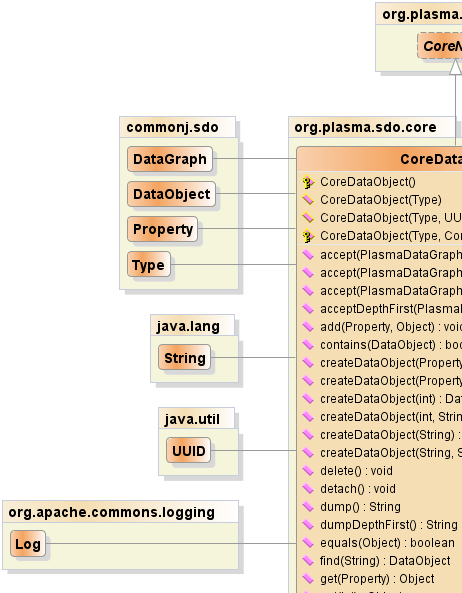 org.plasma.
CoreN
commonj.sdo
DataGraph
DataObject
Property
Type
java.lang
String
java.util
UUID
org.apache.commons.logging
Log
org.plasma.sdo.core
CoreData
CoreDataObject()
CoreDataObject(Type)
CoreDataObject(Type, UU
CoreDataObject(Type, Cor
accept(PlasmaDataGraph
accept(PlasmaDataGraph
accept(PlasmaDataGraph
acceptDepthFirst(Plasmal
add(Property, Object) : void
contains(DataObject) : boo
createDataObject(Property
createDataObject(Property
createDataObject(int) : Dat
createDataObject(int, Strin
createDataObject(String) :
createDataObject(String, S
delete() : void
detach() : void
dump() : String
dumpDepthFirst() : String
equals(Object) : boolean
find(String) : DataObject
get(Property) : Object